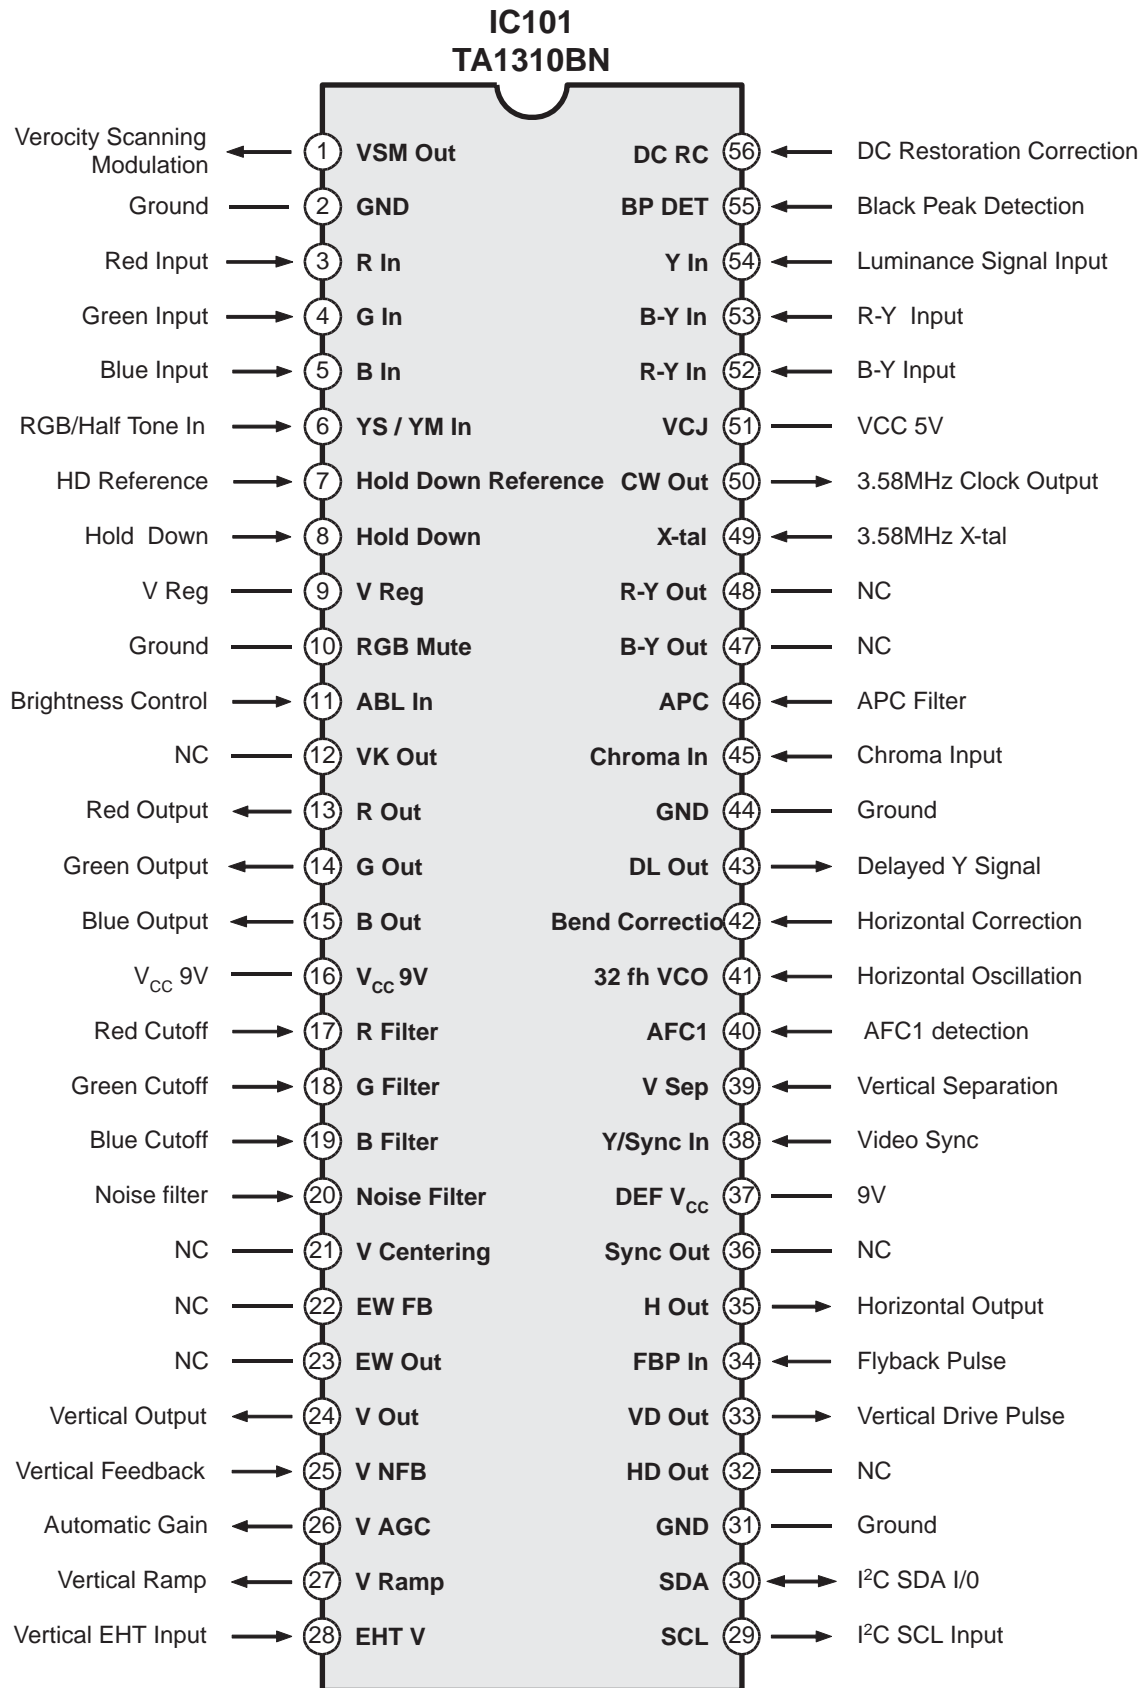 IC101
TA1310BN
Verocity Scanning
Modulation 1 VSM Out DC RC 56 DC Restoration Correction
Ground 2 GND BP DET 55 Black Peak Detection
Red Input 3 R In Y In 54 Luminance Signal Input
Green Input 4 G In B-Y In 53 R-Y Input
Blue Input 5 B In R-Y In 52 B-Y Input
RGB/Half Tone In 6 YS / YM In VCJ 51 VCC 5V
HD Reference 7 Hold Down Reference CW Out 50 3.58MHz Clock Output
Hold Down 8 Hold Down X-tal 49 3.58MHz X-tal
V Reg 9 V Reg R-Y Out 48 NC
Ground 10 RGB Mute B-Y Out 47 NC
Brightness Control 11 ABL In APC 46 APC Filter
NC 12 VK Out Chroma In 45 Chroma Input
Red Output 13 R Out GND 44 Ground
Green Output 14 G Out DL Out 43 Delayed Y Signal
Blue Output 15 B Out Bend Correctio 42 Horizontal Correction
VCC 9V 16 VCC 9V 32 fh VCO 41 Horizontal Oscillation
Red Cutoff 17 R Filter AFC1 40 AFC1 detection
Green Cutoff 18 G Filter V Sep 39 Vertical Separation
Blue Cutoff 19 B Filter Y/Sync In 38 Video Sync
Noise filter 20 Noise Filter DEF VCC 37 9V
NC 21 V Centering Sync Out 36 NC
NC 22 EW FB H Out 35 Horizontal Output
NC 23 EW Out FBP In 34 Flyback Pulse
Vertical Output 24 V Out VD Out 33 Vertical Drive Pulse
Vertical Feedback 25 V NFB HD Out 32 NC
Automatic Gain 26 V AGC GND 31 Ground
Vertical Ramp 27 V Ramp SDA 30 I²C SDA I/0
Vertical EHT Input 28 EHT V SCL 29 I²C SCL Input